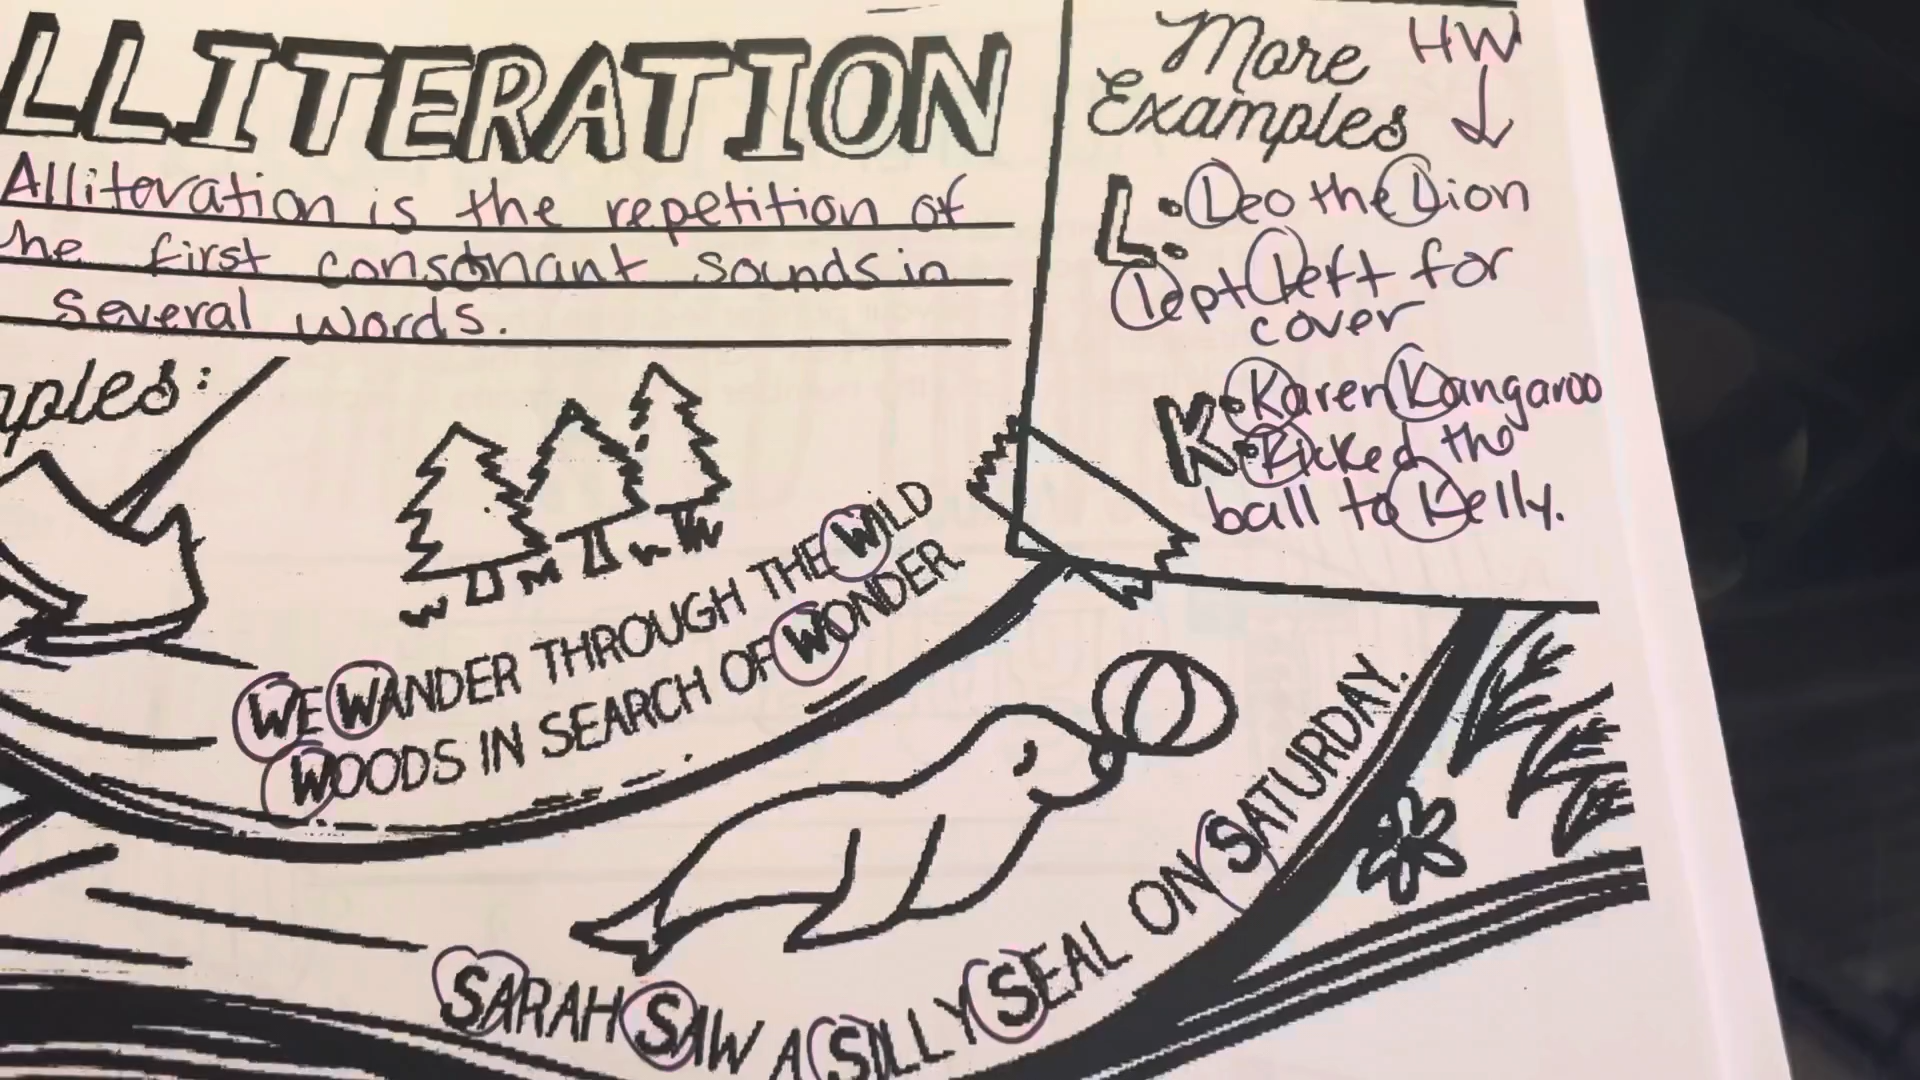 LLITERATION
Alliteration is the repetition of
he first consonant sounds in
several words.
mples:
WE WANDER THROUGH THE WILD
WOODS IN SEARCH OF WONDER
SARAH SAW A SILLY SEAL ON SATURDAY.
More HW
Examples
L: Leo the Lion
lept left for
cover
K: Karen Kangaroo
Kicked the
ball to Kelly.